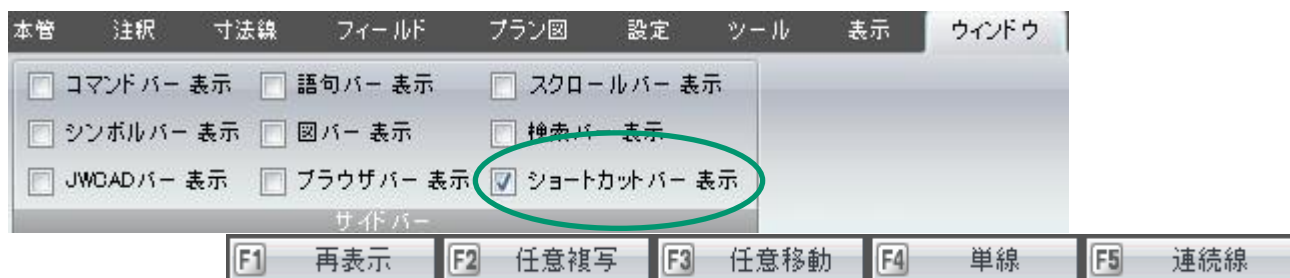 本管 注釈 寸法線 フィールド プラン図 設定 ツール 表示 ウィンドウ
コマンドバー 表示 語句バー 表示 スクロールバー 表示
シンボルバー 表示 図バー 表示 検索バー 表示
JWCADバー 表示 ブラウザバー 表示 ショートカットバー 表示
サイドバー
F1 再表示 F2 任意複写 F3 任意移動 F4 単線 F5 連続線